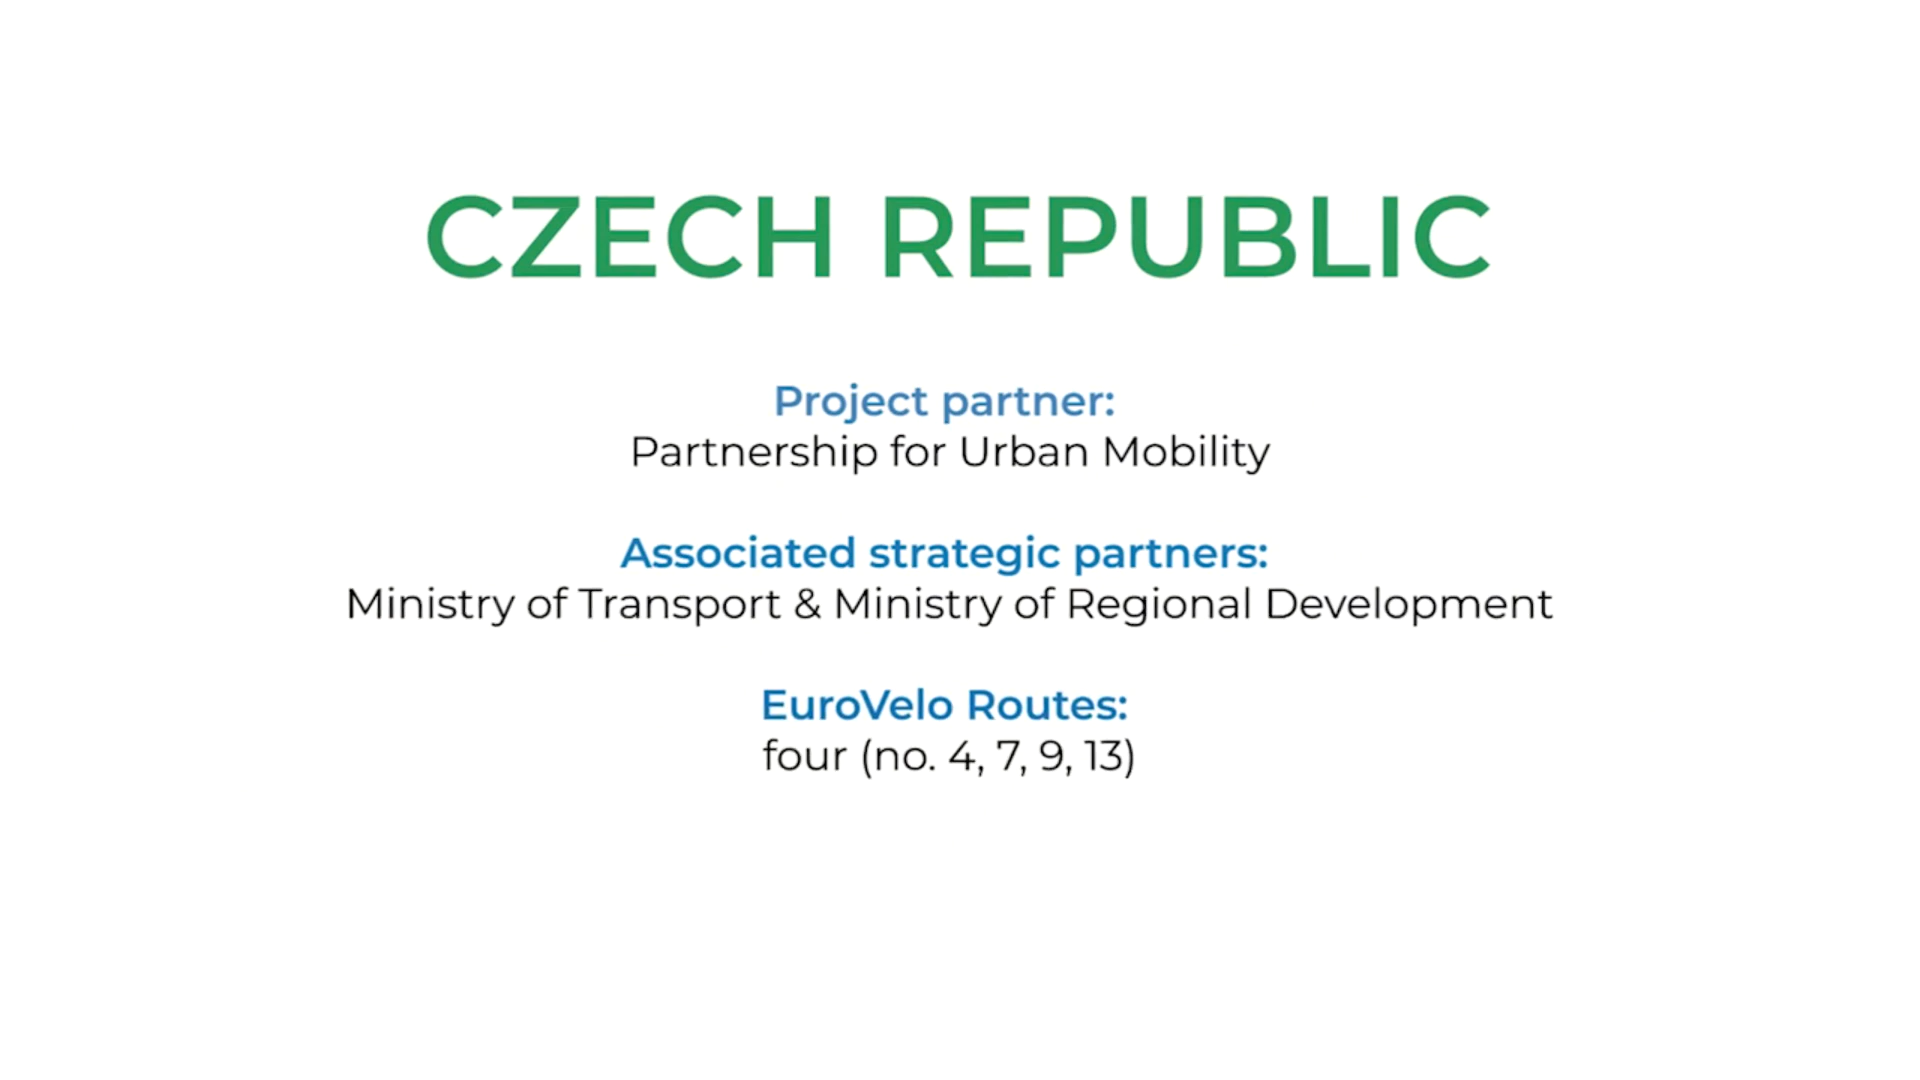 CZECH REPUBLIC
Project partner:
Partnership for Urban Mobility
Associated strategic partners:
Ministry of Transport & Ministry of Regional Development
EuroVelo Routes:
four (no. 4, 7, 9, 13)